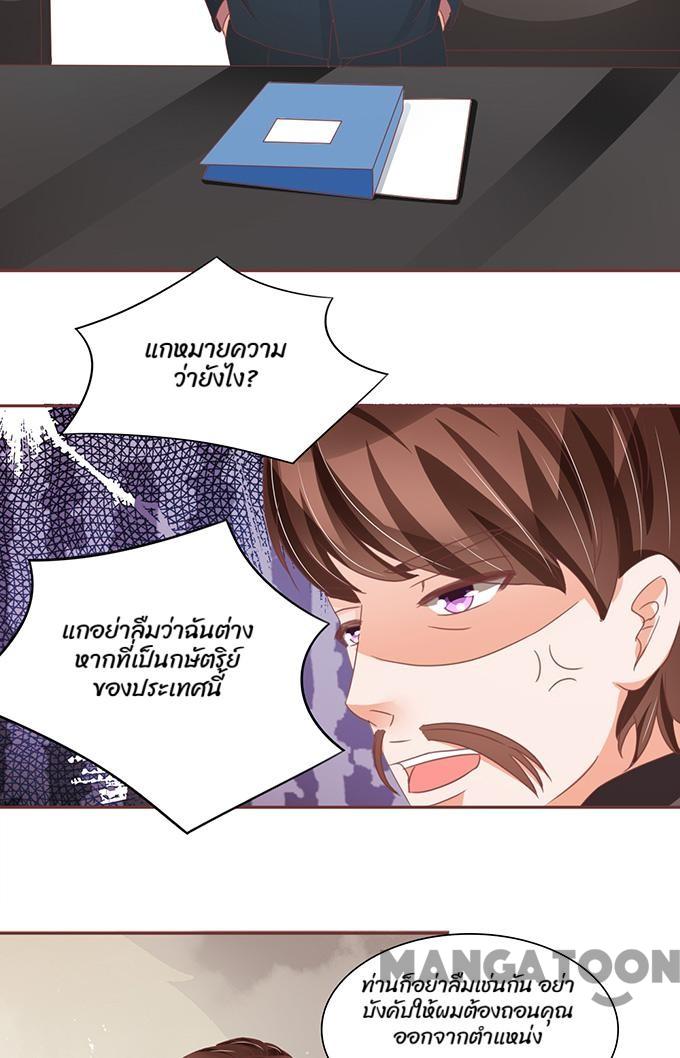 แกหมายความ
ว่ายังไง?
แกอย่าลืมว่าฉันต่าง
หากที่เป็นกษัตริย์
ของประเทศนี้
MANGATOON
ท่านก็อย่าลืมเช่นกัน อย่า
บังคับให้ผมต้องถอนคุณ
ออกจากตำแหน่ง